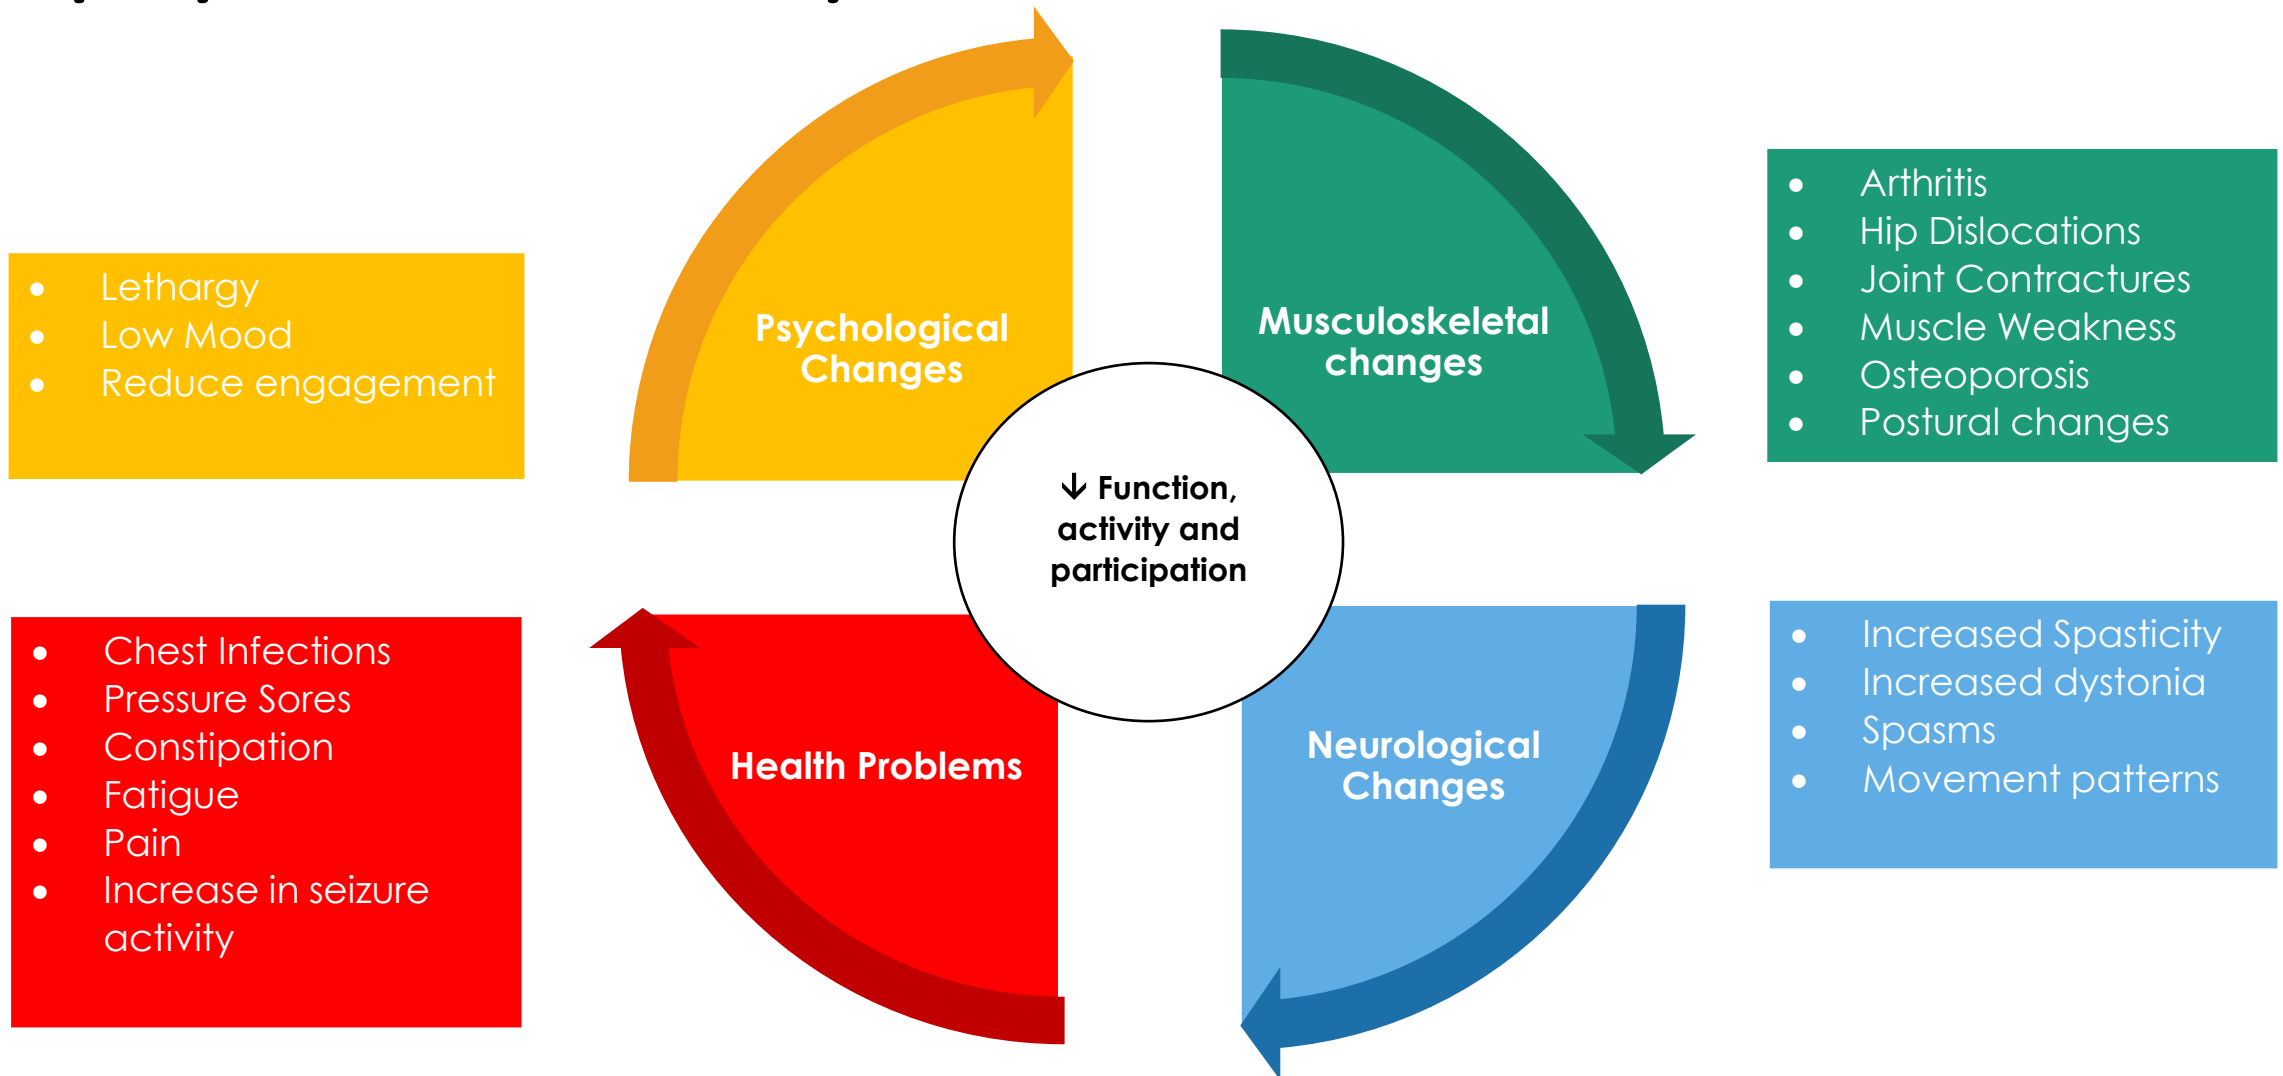 Psychological
Changes
Musculoskeletal
changes
↓ Function,
activity and
participation
Health Problems
Neurological
Changes
• Lethargy
• Low Mood
• Reduce engagement
• Arthritis
• Hip Dislocations
• Joint Contractures
• Muscle Weakness
• Osteoporosis
• Postural changes
• Chest Infections
• Pressure Sores
• Constipation
• Fatigue
• Pain
• Increase in seizure
activity
• Increased Spasticity
• Increased dystonia
• Spasms
• Movement patterns